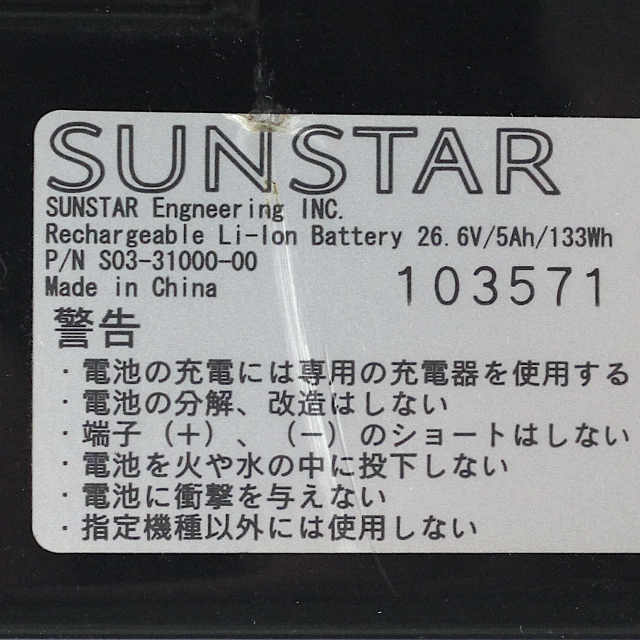 SUNSTAR
SUNSTAR Engneering INC.
Rechargeable Li-Ion Battery 26.6V/5Ah/133Wh
P/N S03-31000-00
Made in China
103571
警告
・電池の充電には専用の充電器を使用する
・電池の分解、改造はしない
・端子（＋）、（－）のショートはしない
・電池を火や水の中に投下しない
・電池に衝撃を与えない
・指定機種以外には使用しない